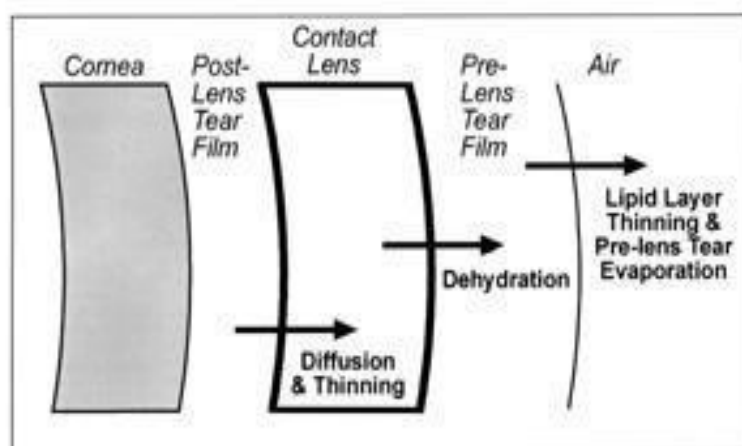 Cornea
Post-
Lens
Tear
Film
Contact
Lens
Pre-
Lens
Tear
Film
Air
Lipid Layer
Thinning &
Pre-lens Tear
Evaporation
Dehydration
Diffusion
& Thinning